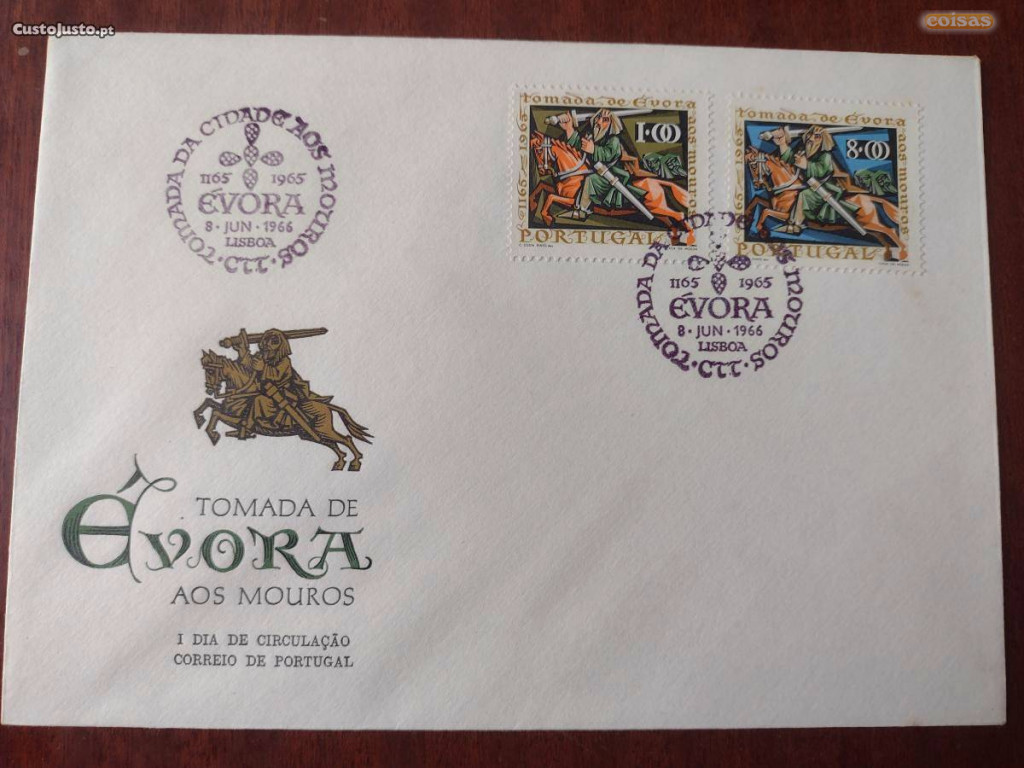 CustoJusto.pt
coisas
TOMADA DA CIDADE AOS MOUROS
1165 1965
ÉVORA
8 · JUN · 1966
LISBOA
· CTT ·
tomada de Evora
aos mouros
1165-1965
1·00
PORTUGAL
tomada de Evora
aos mouros
1165-1965
8·00
PORTUGAL
TOMADA DA CIDADE AOS MOUROS
1165 1965
ÉVORA
8 · JUN · 1966
LISBOA
· CTT ·
TOMADA DE
ÉVORA
AOS MOUROS
I DIA DE CIRCULAÇÃO
CORREIO DE PORTUGAL